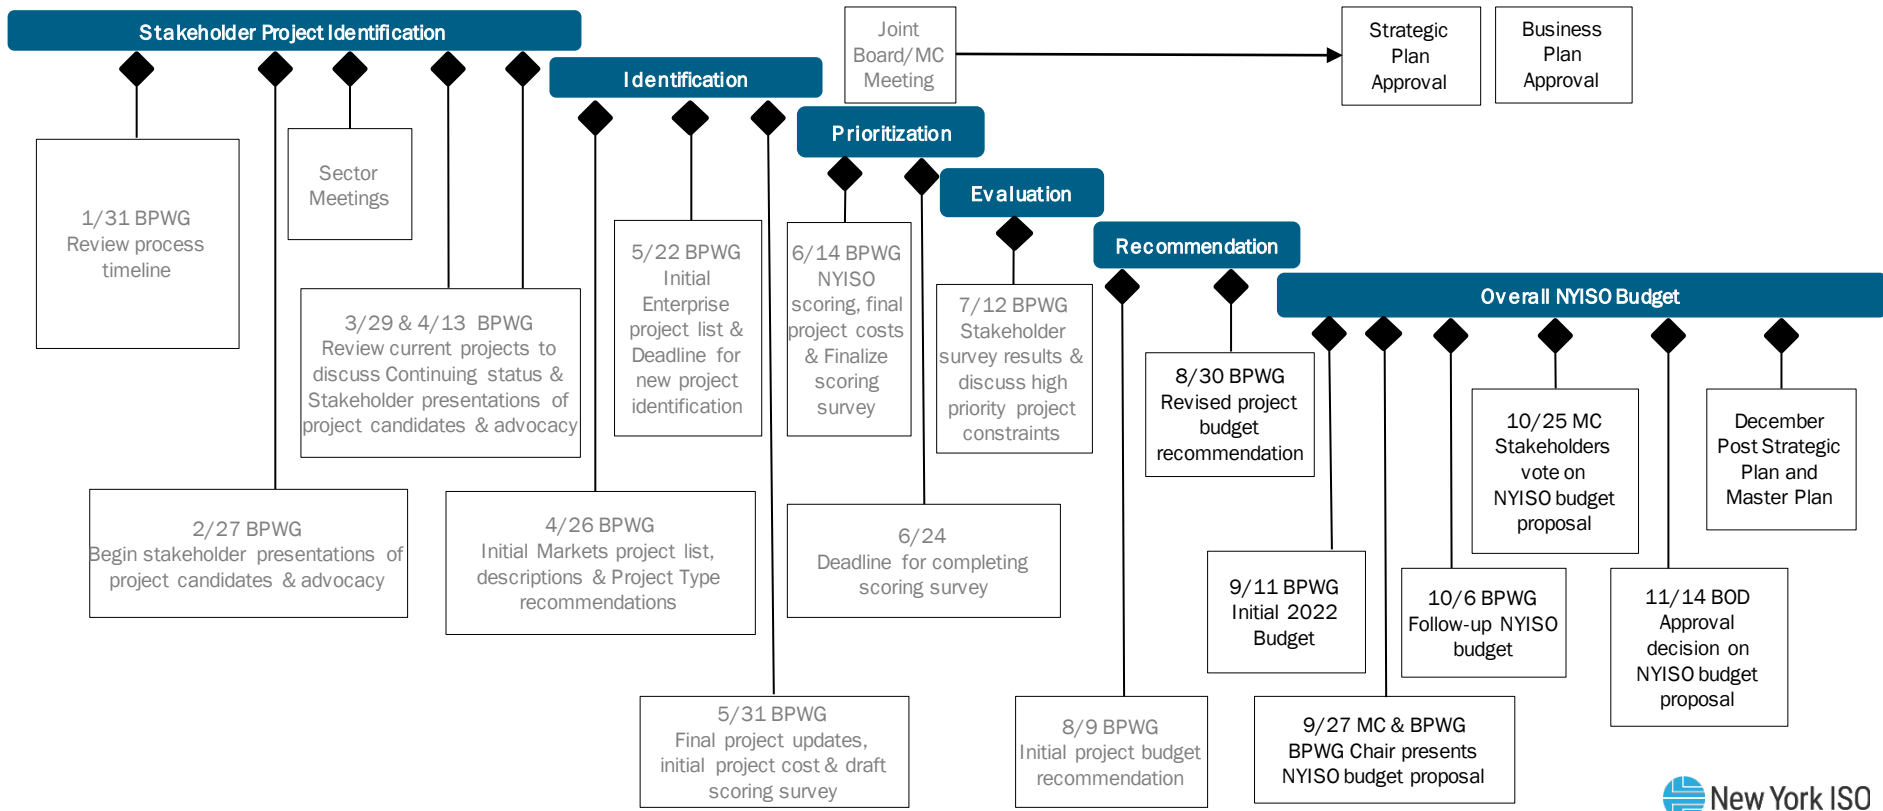 Stakeholder Project Identification
Joint
Board/MC
Meeting
Strategic
Plan
Approval
Business
Plan
Approval
Identification
Prioritization
Evaluation
Recommendation
Overall NYISO Budget
1/31 BPWG
Review process
timeline
Sector
Meetings
3/29 & 4/13 BPWG
Review current projects to
discuss Continuing status &
Stakeholder presentations of
project candidates & advocacy
2/27 BPWG
Begin stakeholder presentations of
project candidates & advocacy
4/26 BPWG
Initial Markets project list,
descriptions & Project Type
recommendations
5/22 BPWG
Initial
Enterprise
project list &
Deadline for
new project
identification
5/31 BPWG
Final project updates,
initial project cost & draft
scoring survey
6/14 BPWG
NYISO
scoring, final
project costs
& Finalize
scoring
survey
6/24
Deadline for completing
scoring survey
7/12 BPWG
Stakeholder
survey results &
discuss high
priority project
constraints
8/9 BPWG
Initial project budget
recommendation
8/30 BPWG
Revised project
budget
recommendation
9/11 BPWG
Initial 2022
Budget
9/27 MC & BPWG
BPWG Chair presents
NYISO budget proposal
10/6 BPWG
Follow-up NYISO
budget
10/25 MC
Stakeholders
vote on
NYISO budget
proposal
11/14 BOD
Approval
decision on
NYISO budget
proposal
December
Post Strategic
Plan and
Master Plan
New York ISO